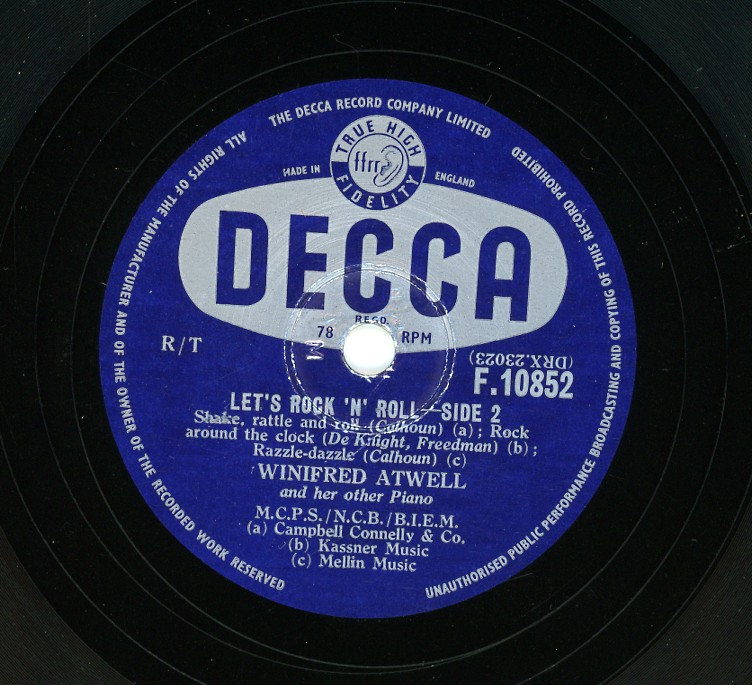 THE DECCA RECORD COMPANY LIMITED
ALL RIGHTS OF THE MANUFACTURER AND OF THE OWNER OF THE RECORDED WORK RESERVED
UNAUTHORISED PUBLIC PERFORMANCE BROADCASTING AND COPYING OF THIS RECORD PROHIBITED
TRUE HIGH
ffrr
FIDELITY
MADE IN
ENGLAND
DECCA
REGD.
78 RPM
R/T
(DRX.23023)
F.10852
LET'S ROCK 'N' ROLL—SIDE 2
Shake, rattle and roll (Calhoun) (a) ; Rock
around the clock (De Knight, Freedman) (b) ;
Razzle-dazzle (Calhoun) (c)
WINIFRED ATWELL
and her other Piano
M.C.P.S./N.C.B./B.I.E.M.
(a) Campbell Connelly & Co.
(b) Kassner Music
(c) Mellin Music